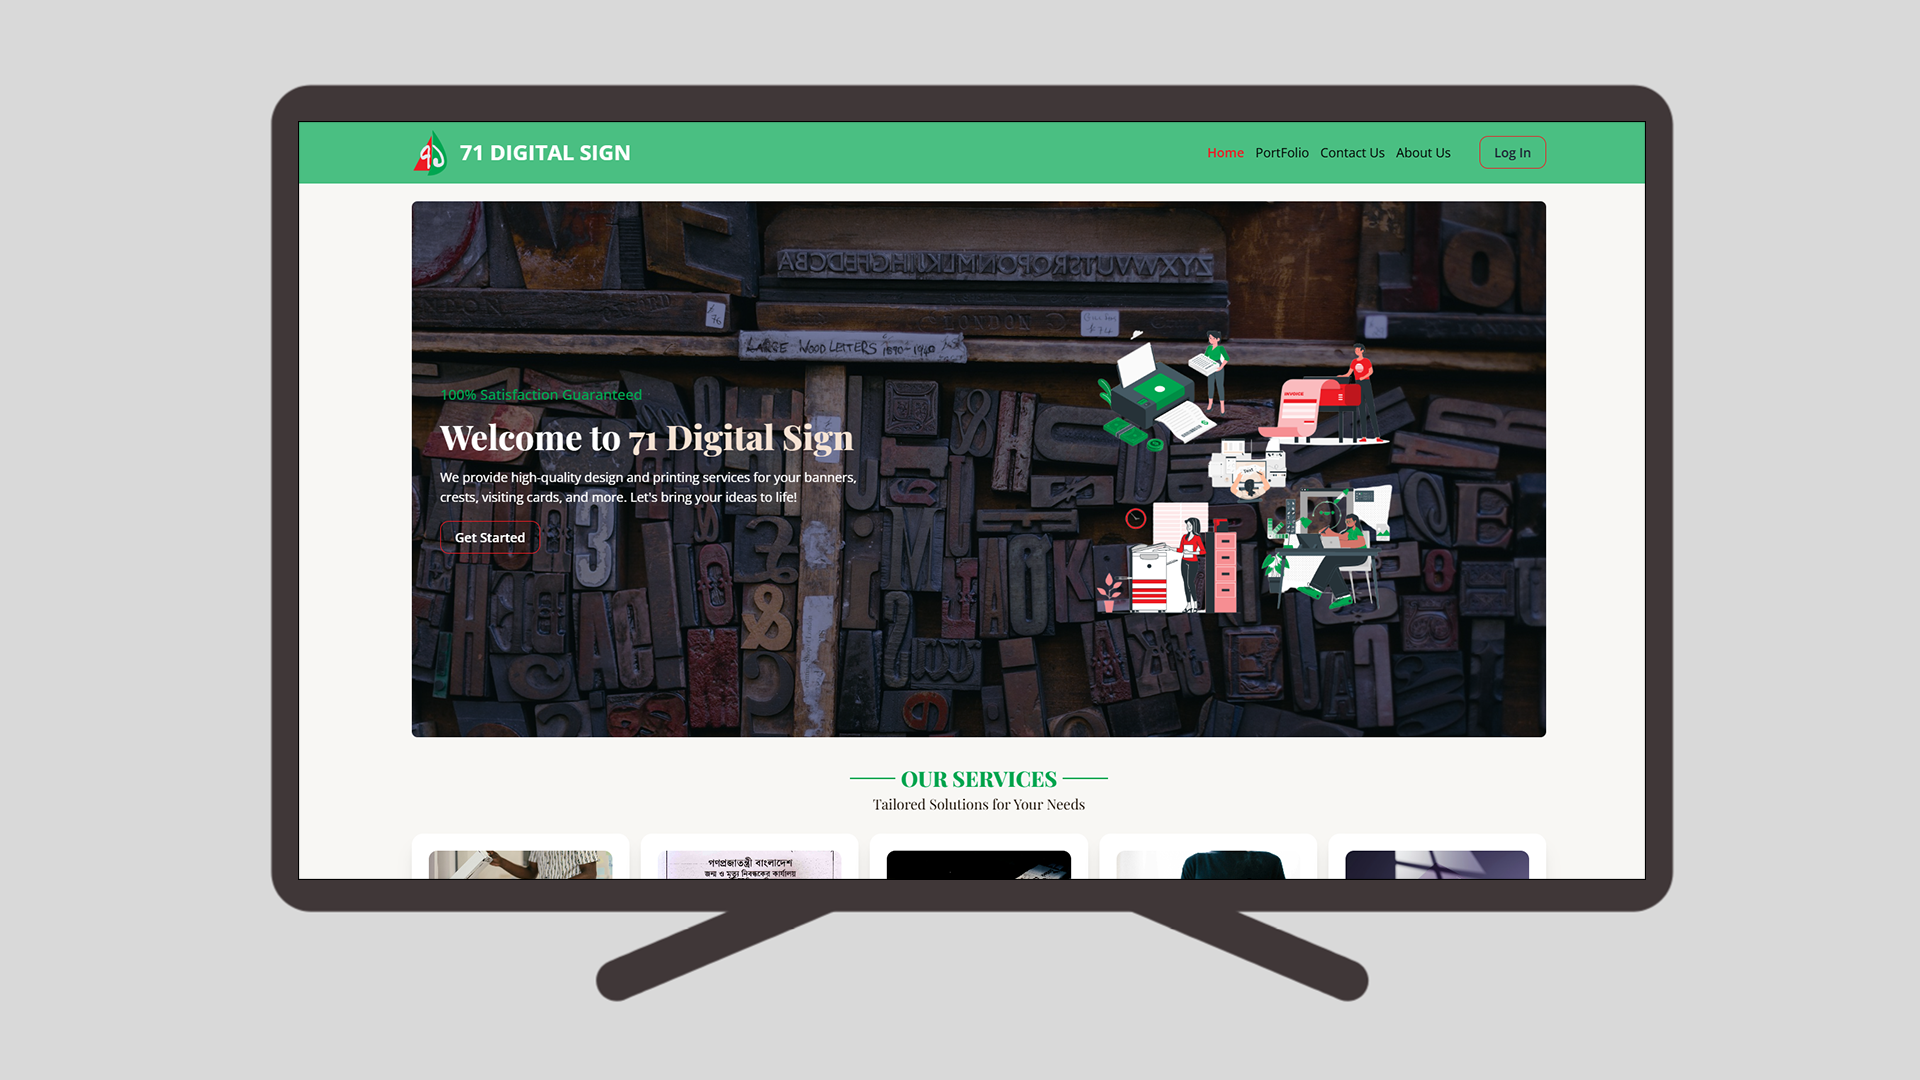 71 DIGITAL SIGN
Home PortFolio Contact Us About Us Log In
ABCDEFGHIJKLMNOPQRSTUVWXYZ
LONDON
LARGE WOOD LETTERS 1890-1940
100% Satisfaction Guaranteed
Welcome to 71 Digital Sign
We provide high-quality design and printing services for your banners,
crests, visiting cards, and more. Let's bring your ideas to life!
Get Started
INVOICE
Text
OUR SERVICES
Tailored Solutions for Your Needs
গণপ্রজাতন্ত্রী বাংলাদেশ
জন্ম ও মৃত্যু নিবন্ধকের কার্যালয়